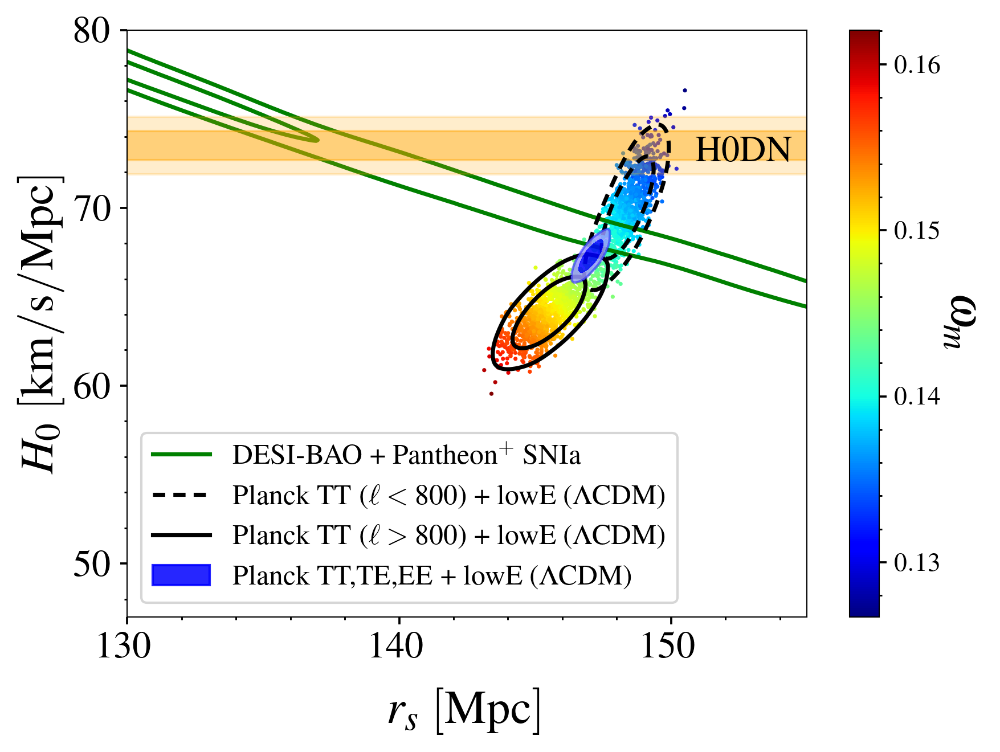 80
70
60
50
H₀ [km/s/Mpc]
H0DN
DESI-BAO + Pantheon⁺ SNIa
Planck TT (ℓ < 800) + lowE (ΛCDM)
Planck TT (ℓ > 800) + lowE (ΛCDM)
Planck TT,TE,EE + lowE (ΛCDM)
130 140 150
rₛ [Mpc]
0.16
0.15
0.14
0.13
ωₘ